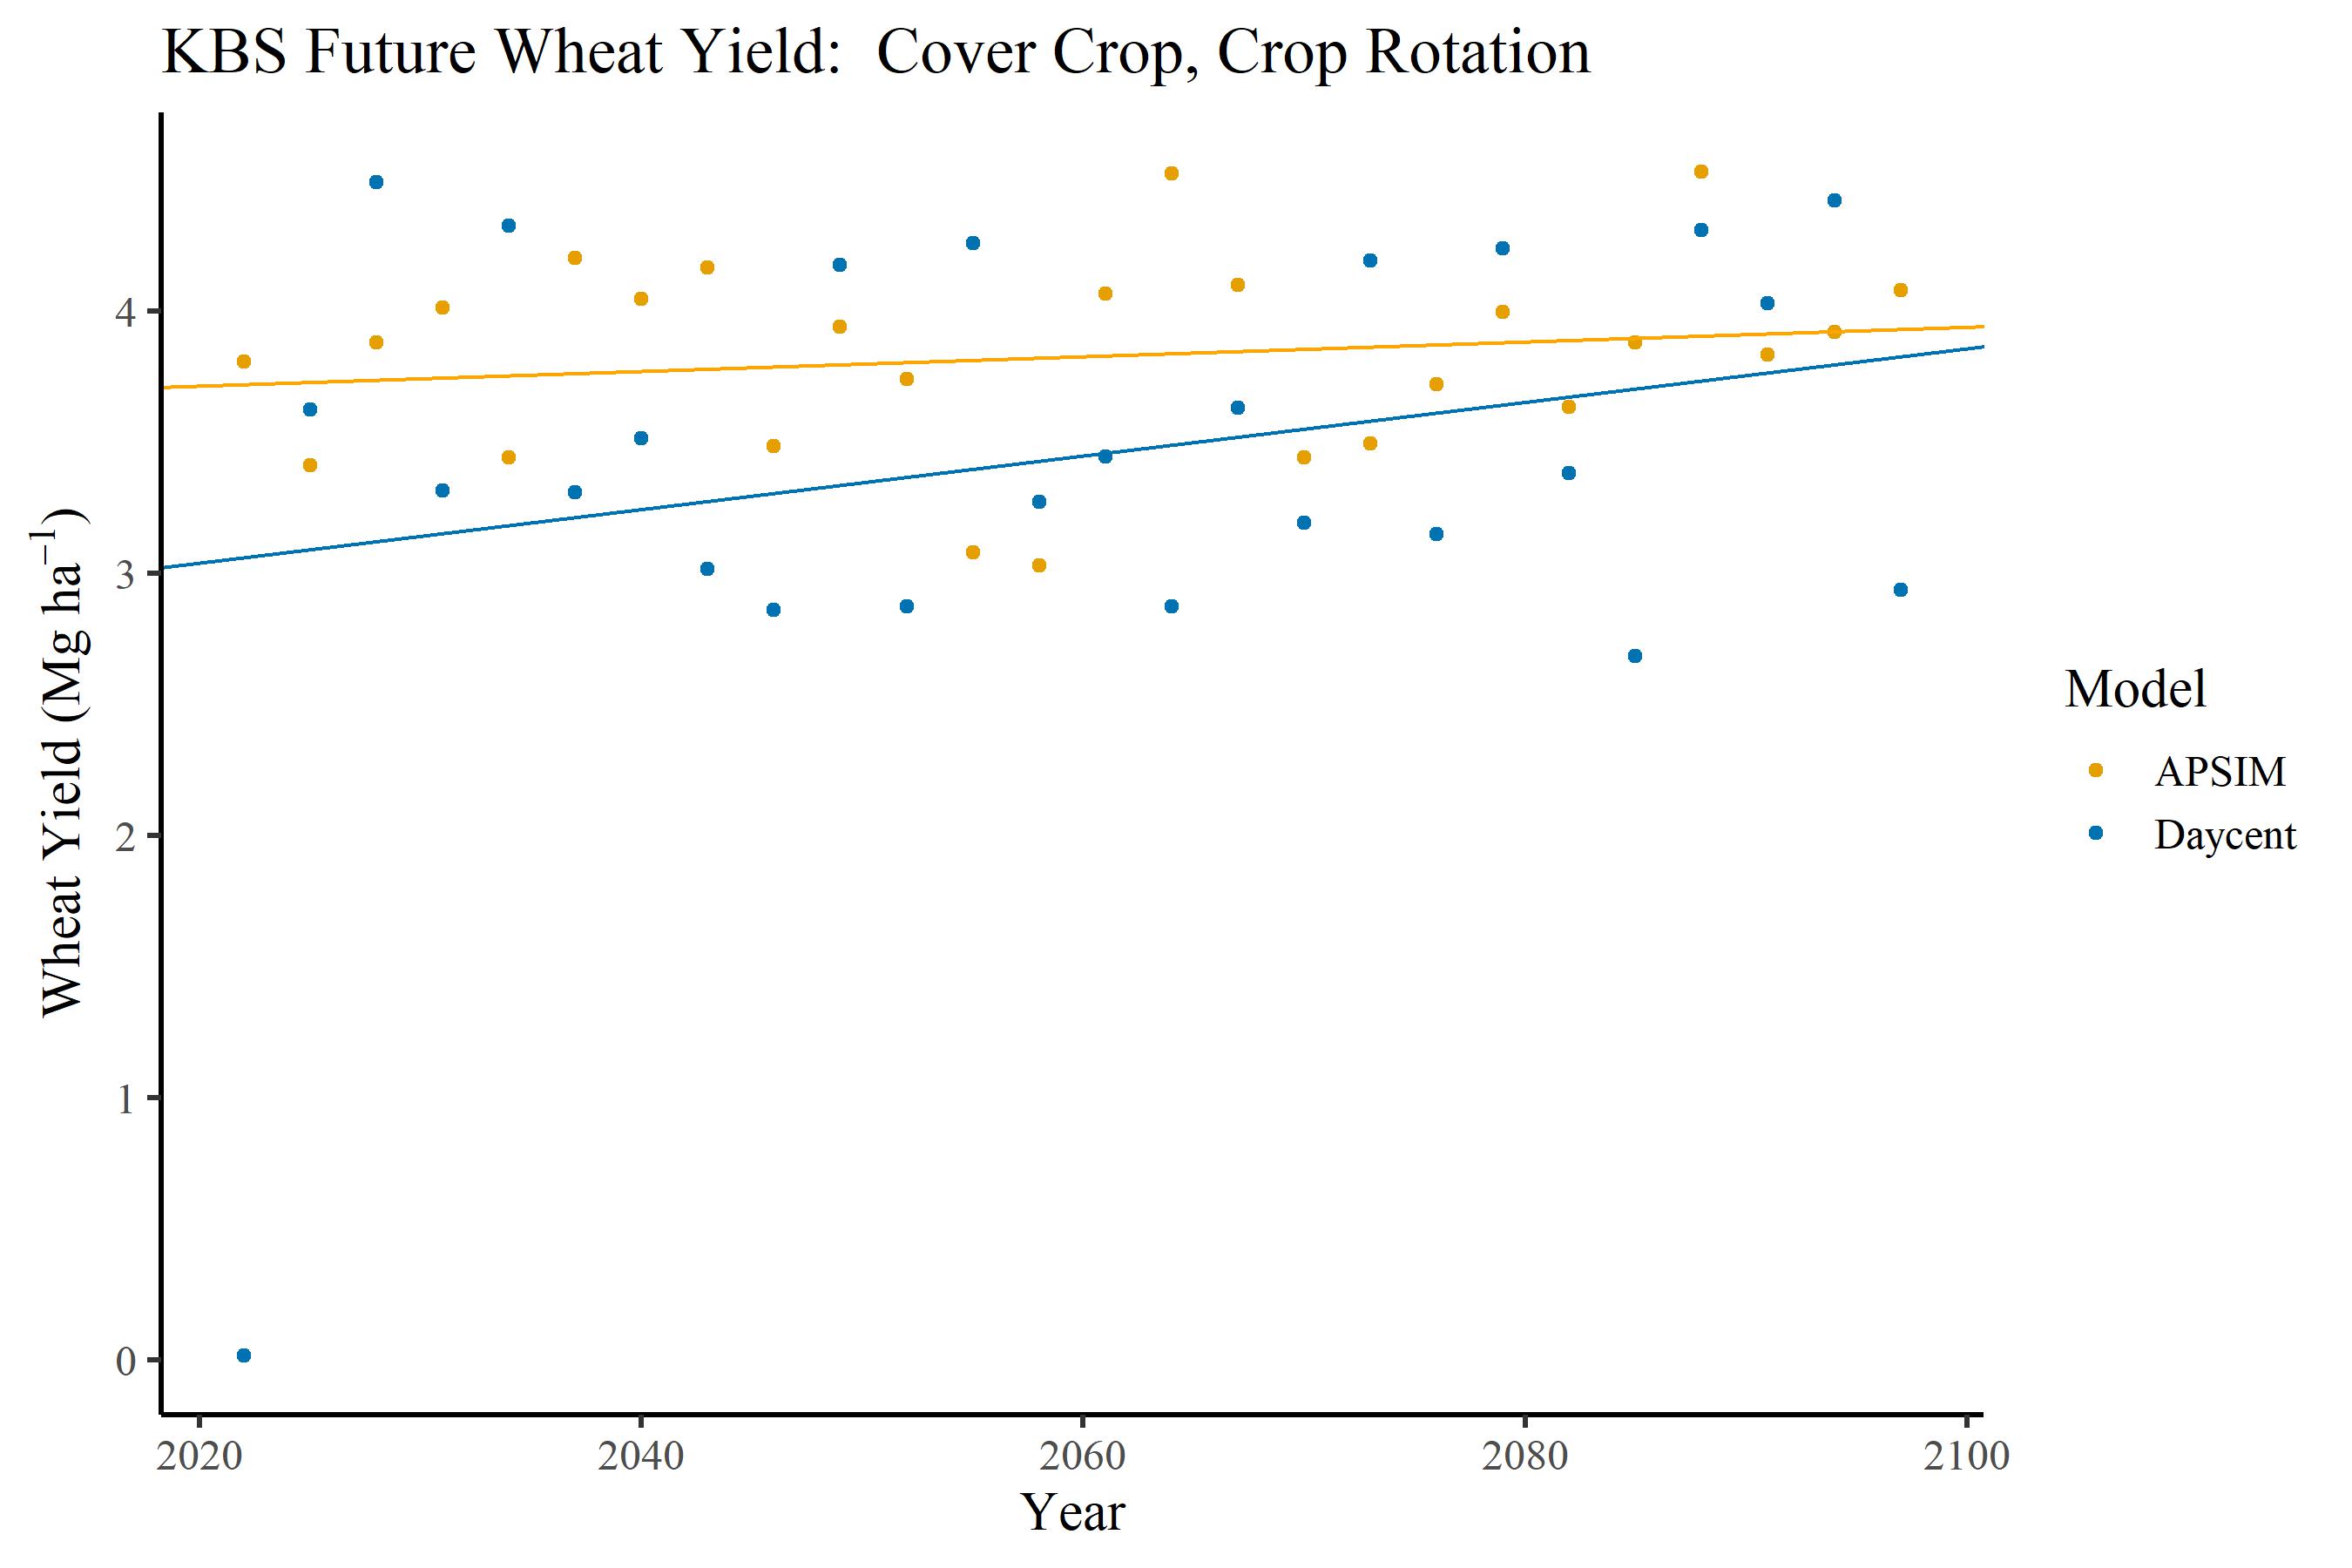 KBS Future Wheat Yield:  Cover Crop, Crop Rotation
Wheat Yield (Mg ha⁻¹)
4
3
2
1
0
2020 2040 2060 2080 2100
Year
Model
APSIM
Daycent